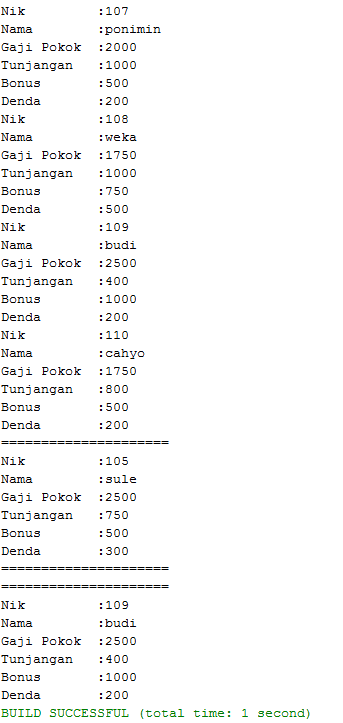 Nik         :107
Nama        :ponimin
Gaji Pokok  :2000
Tunjangan   :1000
Bonus       :500
Denda       :200
Nik         :108
Nama        :weka
Gaji Pokok  :1750
Tunjangan   :1000
Bonus       :750
Denda       :500
Nik         :109
Nama        :budi
Gaji Pokok  :2500
Tunjangan   :400
Bonus       :1000
Denda       :200
Nik         :110
Nama        :cahyo
Gaji Pokok  :1750
Tunjangan   :800
Bonus       :500
Denda       :200
=====================
Nik         :105
Nama        :sule
Gaji Pokok  :2500
Tunjangan   :750
Bonus       :500
Denda       :300
=====================
=====================
Nik         :109
Nama        :budi
Gaji Pokok  :2500
Tunjangan   :400
Bonus       :1000
Denda       :200
BUILD SUCCESSFUL (total time: 1 second)